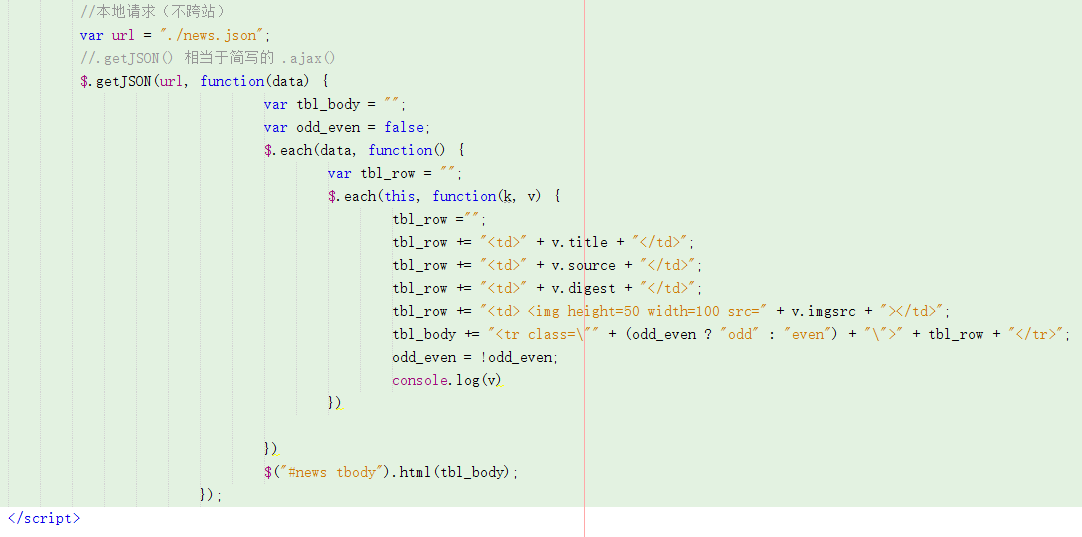 //本地请求（不跨站）
var url = "./news.json";
//.getJSON() 相当于简写的 .ajax()
$.getJSON(url, function(data) {
var tbl_body = "";
var odd_even = false;
$.each(data, function() {
var tbl_row = "";
$.each(this, function(k, v) {
tbl_row ="";
tbl_row += "<td>" + v.title + "</td>";
tbl_row += "<td>" + v.source + "</td>";
tbl_row += "<td>" + v.digest + "</td>";
tbl_row += "<td> <img height=50 width=100 src=" + v.imgsrc + "></td>";
tbl_body += "<tr class=\"" + (odd_even ? "odd" : "even") + "\">" + tbl_row + "</tr>";
odd_even = !odd_even;
console.log(v)
})
})
$("#news tbody").html(tbl_body);
});
</script>